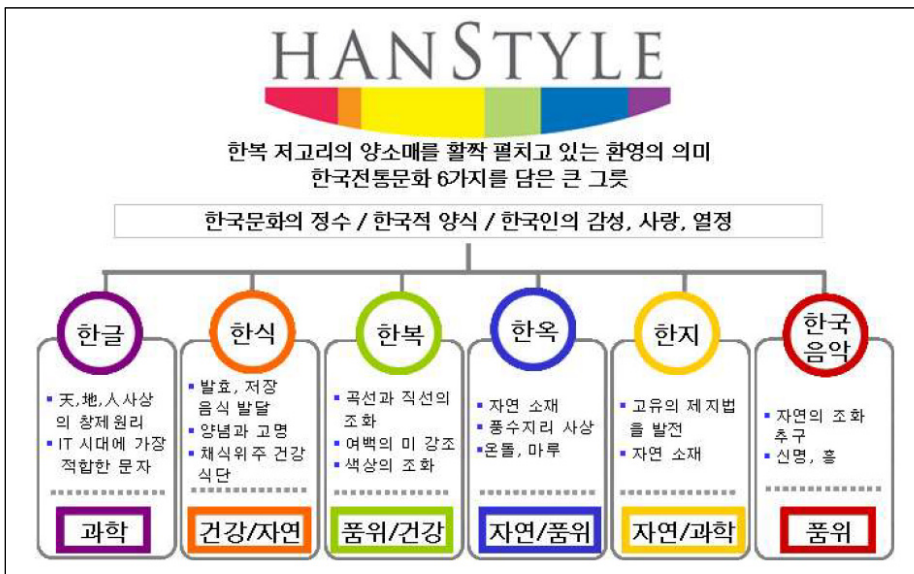 HANSTYLE
한복 저고리의 양소매를 활짝 펼치고 있는 환영의 의미
한국전통문화 6가지를 담은 큰 그릇
한국문화의 정수 / 한국적 양식 / 한국인의 감성, 사랑, 열정
한글
天,地,人사상
의 창제원리
IT 시대에 가장
적합한 문자
과학
한식
발효, 저장
음식 발달
양념과 고명
채식위주 건강
식단
건강/자연
한복
곡선과 직선의
조화
여백의 미 강조
색상의 조화
품위/건강
한옥
자연 소재
풍수지리 사상
온돌, 마루
자연/품위
한지
고유의 제지법
을 발전
자연 소재
자연/과학
한국
음악
자연의 조화
추구
신명, 흥
품위